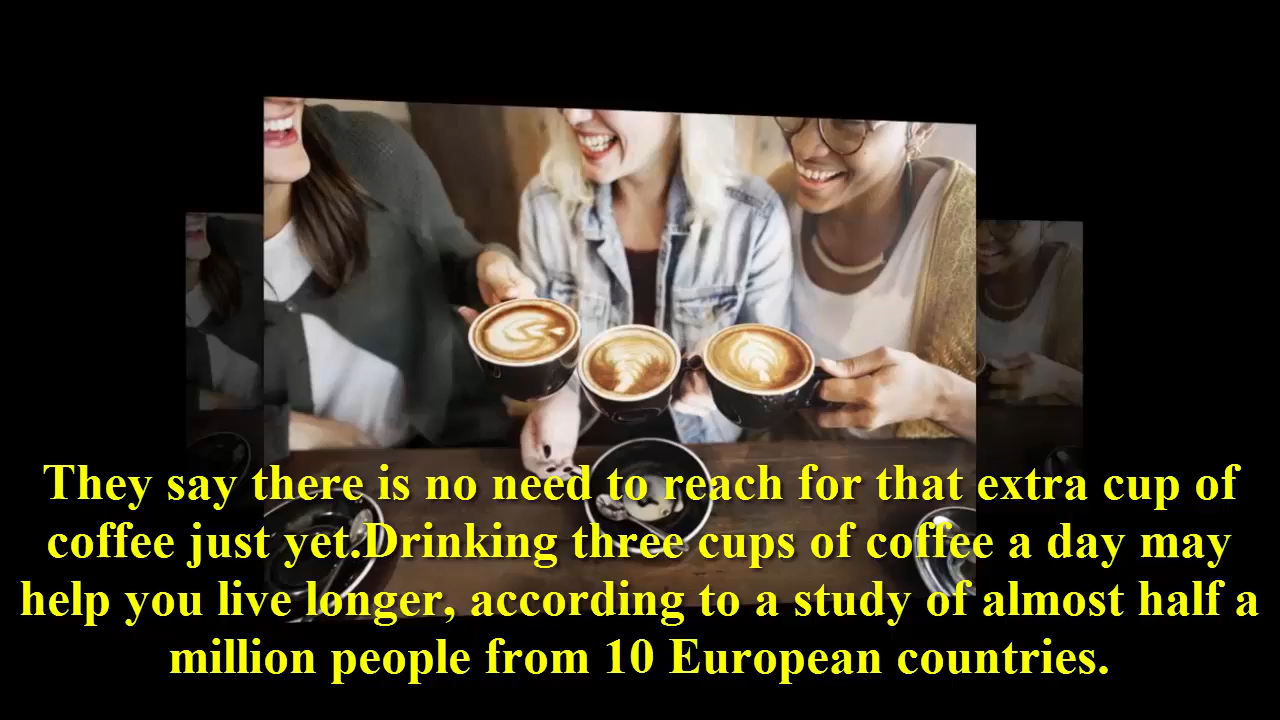 They say there is no need to reach for that extra cup of
coffee just yet.Drinking three cups of coffee a day may
help you live longer, according to a study of almost half a
million people from 10 European countries.